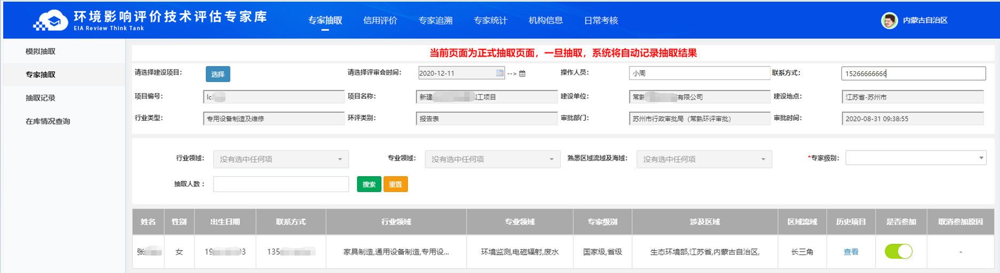 环境影响评价技术评估专家库
EIA Review Think Tank
专家抽取 信用评价 专家追溯 专家统计 机构信息 日常考核
内蒙古自治区
模拟抽取
专家抽取
抽取记录
在库情况查询
当前页面为正式抽取页面，一旦抽取，系统将自动记录抽取结果
请选择建设项目： 选择 请选择评审会时间： 2020-12-11 --> 操作人员： 小周 联系方式： 15266666666
项目编号： lc 项目名称： 新建 工项目 建设单位： 常熟 有限公司 建设地点： 江苏省-苏州市
行业类型： 专用设备制造及维修 环评类别： 报告表 审批部门： 苏州市行政审批局（常熟环评审批） 审批时间： 2020-08-31 09:38:55
行业领域： 没有选中任何项 专业领域： 没有选中任何项 熟悉区域流域及海域： 没有选中任何项 *专家级别：
抽取人数： 搜索 重置
姓名 性别 出生日期 联系方式 行业领域 专业领域 专家级别 涉及区域 区域流域 历史项目 是否参加 取消参加原因
张 女 19 03 135 家具制造,通用设备制造,专用设... 环境监测,电磁辐射,废水 国家级,省级 生态环境部,江苏省,内蒙古自治区, 长三角 查看 -